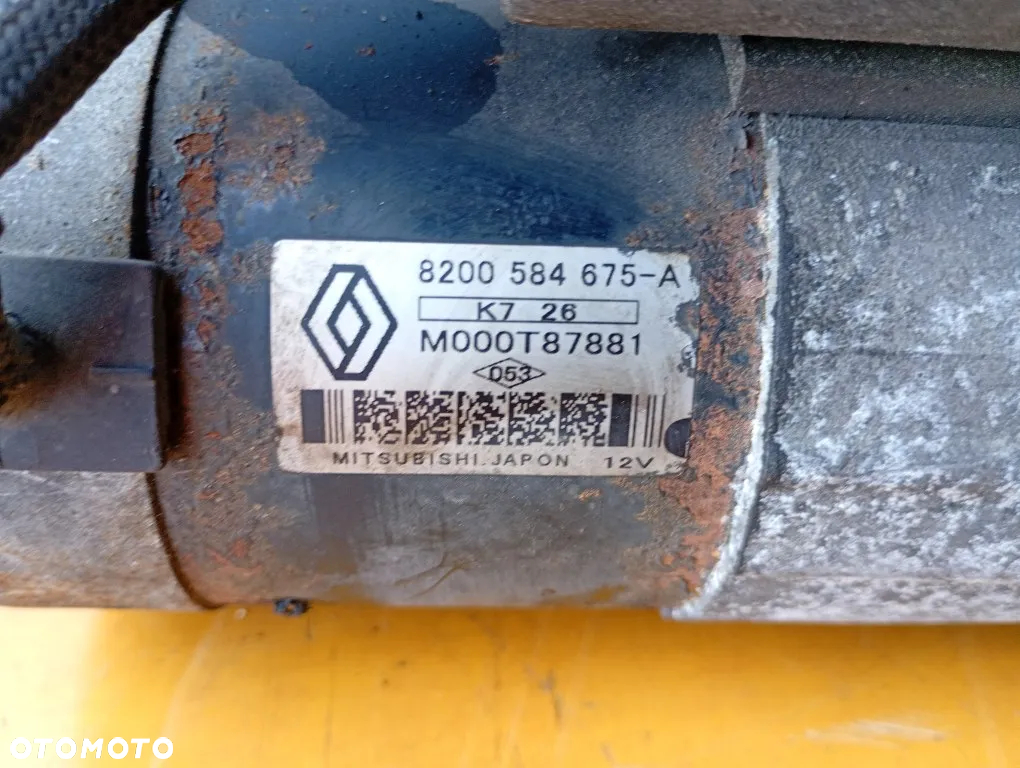 8200 584 675-A
K7 26
M000T87881
D53
MITSUBISHI.JAPON 12V
OTOMOTO